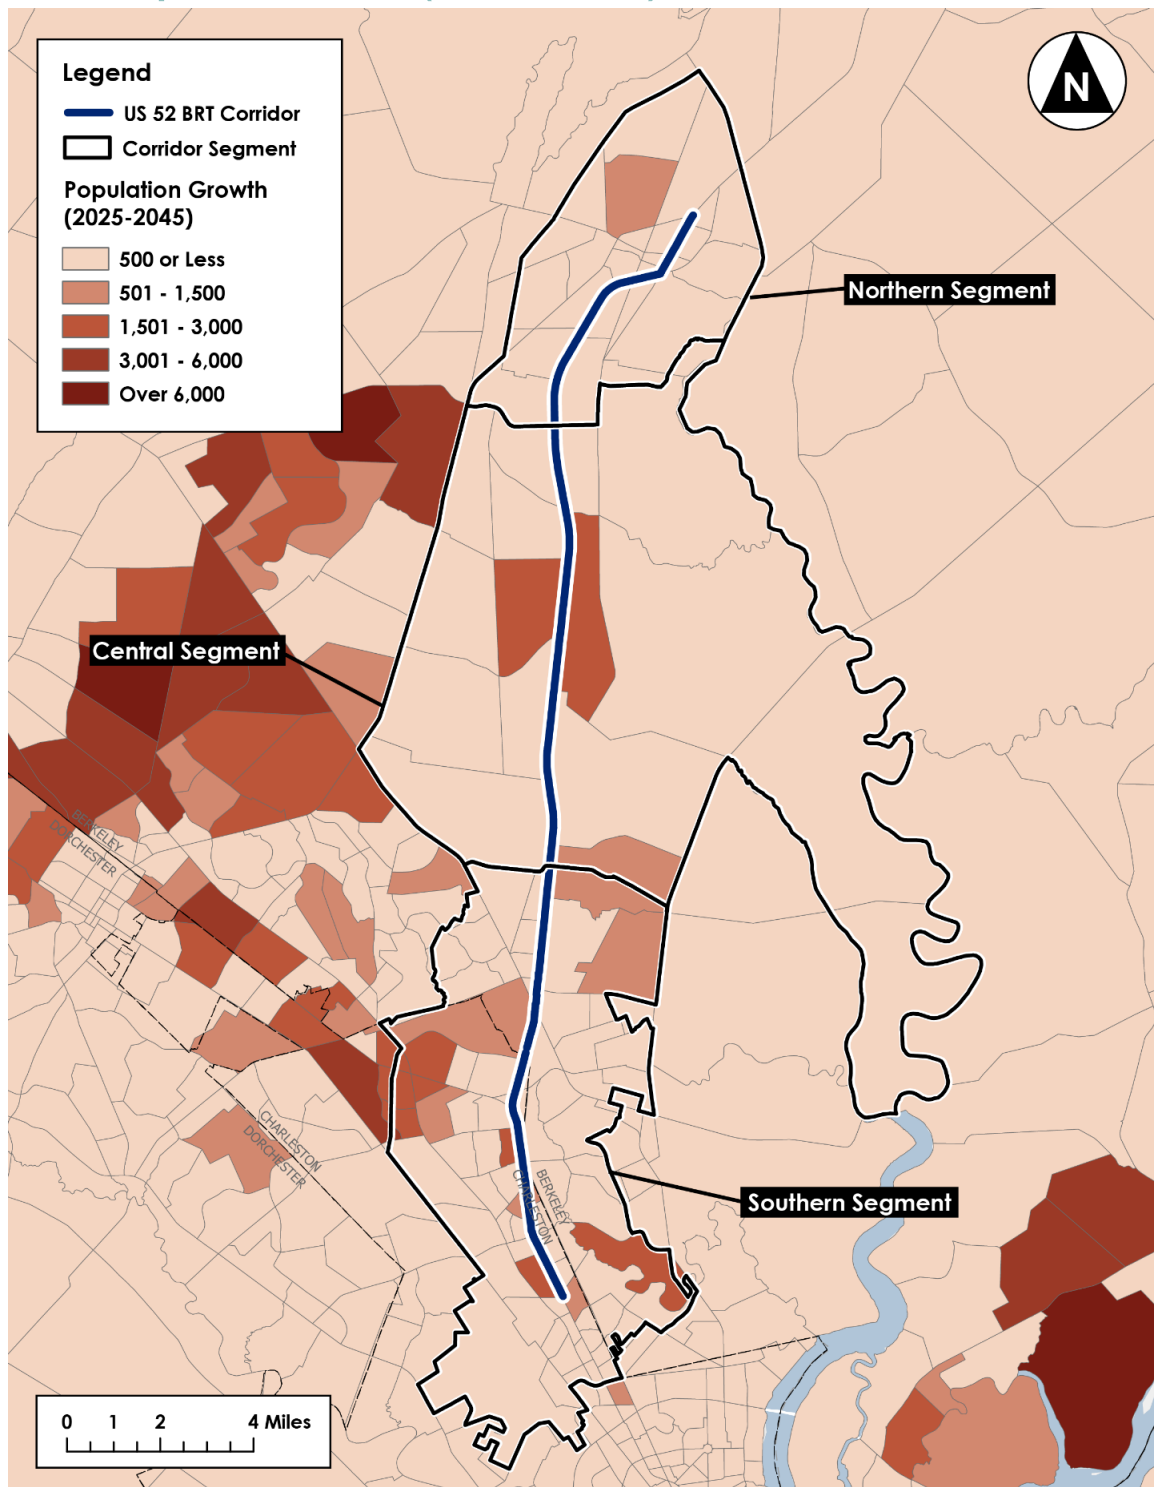 Legend
US 52 BRT Corridor
Corridor Segment
Population Growth
(2025-2045)
500 or Less
501 - 1,500
1,501 - 3,000
3,001 - 6,000
Over 6,000
N
Northern Segment
Central Segment
BERKELEY
DORCHESTER
CHARLESTON
DORCHESTER
BERKELEY
CHARLESTON
Southern Segment
0 1 2 4 Miles